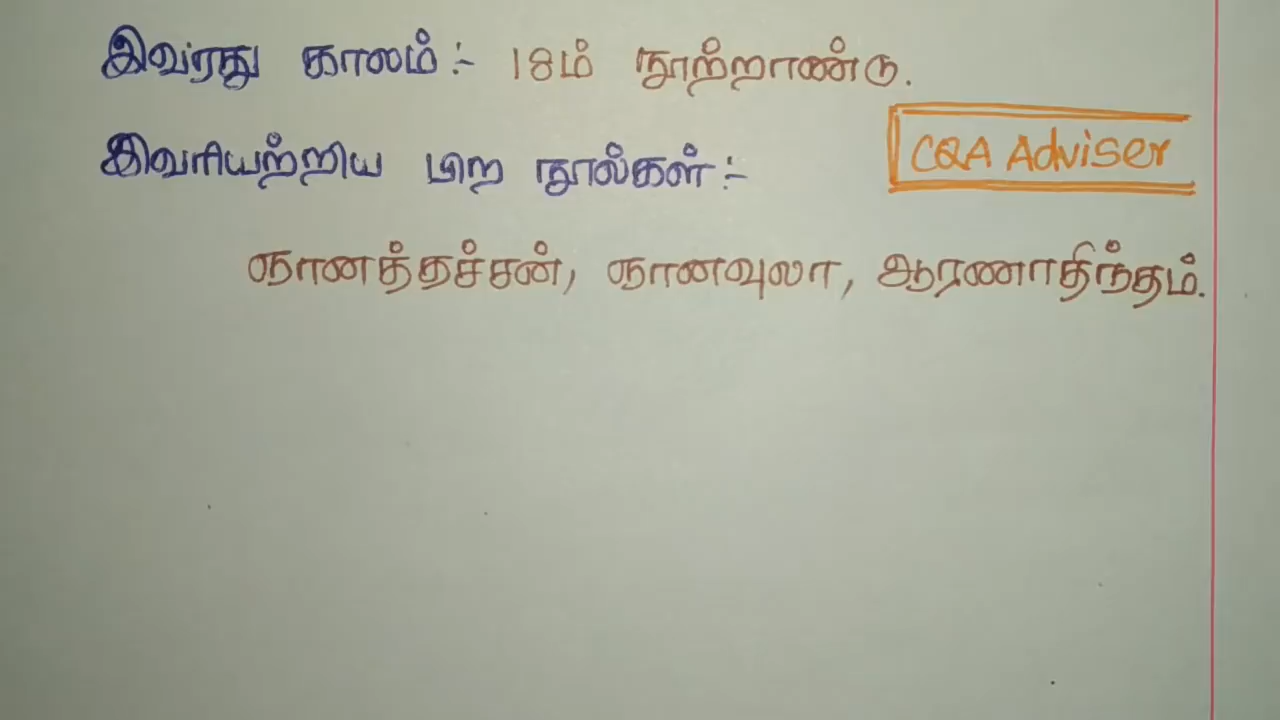 இவரது காலம் :- 18ம் நூற்றாண்டு.
இவரியற்றிய பிற நூல்கள் :-
CQA Adviser
ஞானத்தச்சன், ஞானவுலா, ஆரணாதிந்தம்.